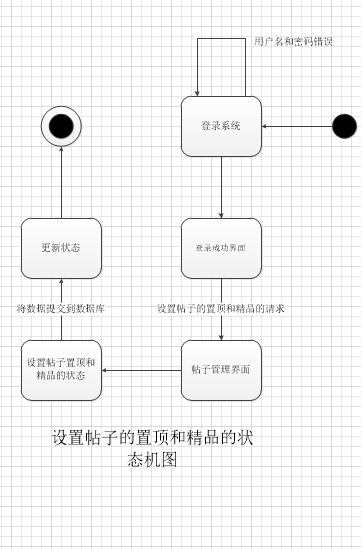 用户名和密码错误
登录系统
更新状态
登录成功界面
将数据提交到数据库
设置帖子的置顶和精品的请求
设置帖子置顶和
精品的状态
帖子管理界面
设置帖子的置顶和精品的状
态机图